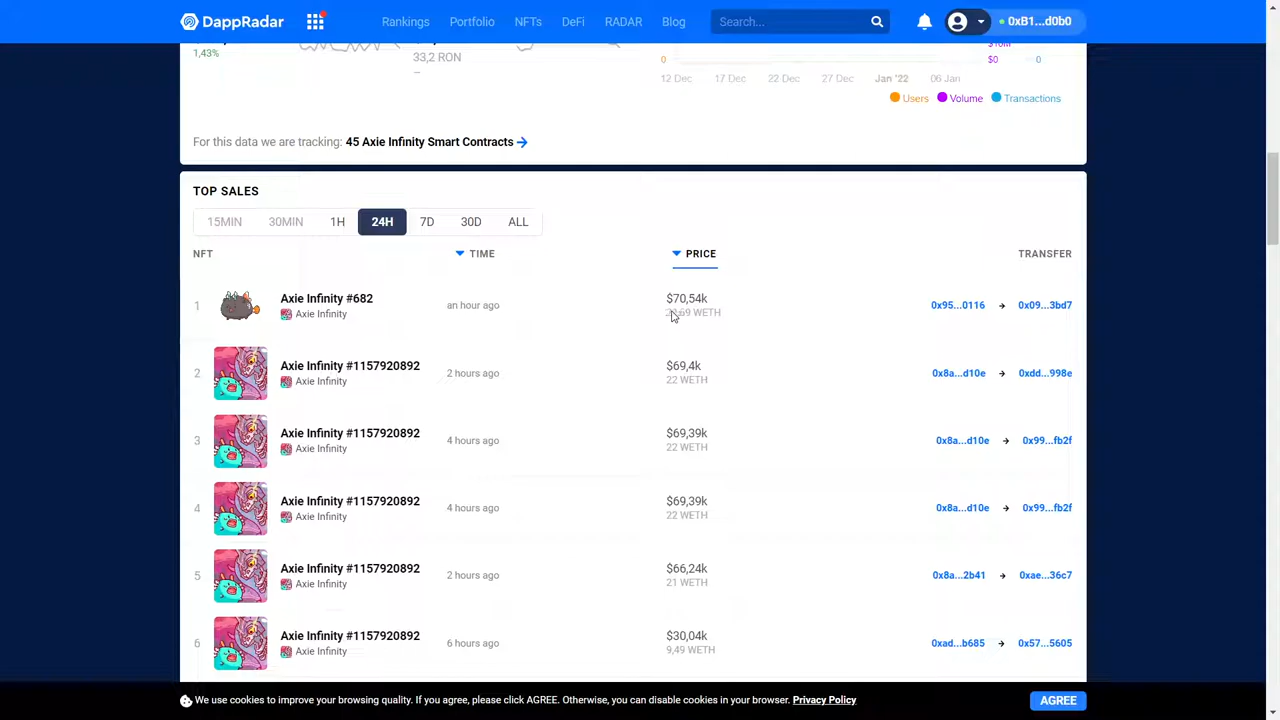 DappRadar
Rankings Portfolio NFTs DeFi RADAR Blog Search... 0xB1...d0b0
1,43% 33,2 RON
–
0 $0 0
12 Dec 17 Dec 22 Dec 27 Dec Jan '22 06 Jan
Users Volume Transactions
For this data we are tracking: 45 Axie Infinity Smart Contracts →
TOP SALES
15MIN 30MIN 1H 24H 7D 30D ALL
NFT TIME PRICE TRANSFER
1 Axie Infinity #682 an hour ago $70,54k 0x95...0116 → 0x09...3bd7
Axie Infinity WETH
2 Axie Infinity #1157920892 2 hours ago $69,4k 0x8a...d10e → 0xdd...998e
Axie Infinity 22 WETH
3 Axie Infinity #1157920892 4 hours ago $69,39k 0x8a...d10e → 0x99...fb2f
Axie Infinity 22 WETH
4 Axie Infinity #1157920892 4 hours ago $69,39k 0x8a...d10e → 0x99...fb2f
Axie Infinity 22 WETH
5 Axie Infinity #1157920892 2 hours ago $66,24k 0x8a...2b41 → 0xae...36c7
Axie Infinity 21 WETH
6 Axie Infinity #1157920892 6 hours ago $30,04k 0xad...b685 → 0x57...5605
Axie Infinity 9,49 WETH
We use cookies to improve your browsing quality. If you agree, please click AGREE. Otherwise, you can disable cookies in your browser. Privacy Policy AGREE